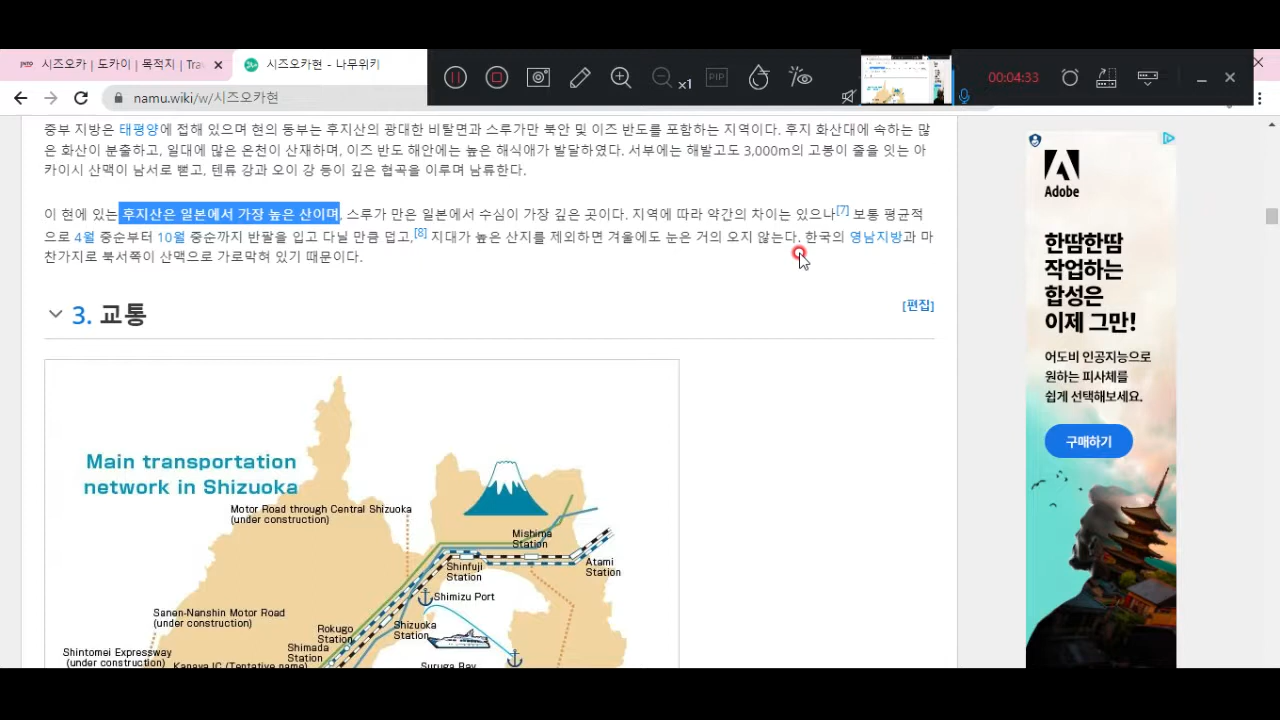 시즈오카 | 도카이 | 목적지 | Tra
시즈오카현 - 나무위키
x1
PIP
00:04:33
namu.wiki/w/시즈오카현
중부 지방은 태평양에 접해 있으며 현의 동부는 후지산의 광대한 비탈면과 스루가만 북안 및 이즈 반도를 포함하는 지역이다. 후지 화산대에 속하는 많
은 화산이 분출하고, 일대에 많은 온천이 산재하며, 이즈 반도 해안에는 높은 해식애가 발달하였다. 서부에는 해발고도 3,000m의 고봉이 줄을 잇는 아
카이시 산맥이 남서로 뻗고, 텐류 강과 오이 강 등이 깊은 협곡을 이루며 남류한다.
이 현에 있는 후지산은 일본에서 가장 높은 산이며, 스루가 만은 일본에서 수심이 가장 깊은 곳이다. 지역에 따라 약간의 차이는 있으나[7] 보통 평균적
으로 4월 중순부터 10월 중순까지 반팔을 입고 다닐 만큼 덥고,[8] 지대가 높은 산지를 제외하면 겨울에도 눈은 거의 오지 않는다. 한국의 영남지방과 마
찬가지로 북서쪽이 산맥으로 가로막혀 있기 때문이다.
3. 교통
[편집]
Main transportation
network in Shizuoka
Motor Road through Central Shizuoka
(under construction)
Mishima
Station
Atami
Station
Shinfuji
Station
Shimizu Port
Sanen-Nanshin Motor Road
(under construction)
Rokugo
Station
Shizuoka
Station
Shimada
Station
Shintomei Expressway
(under construction)
Kanaya IC (Tentative name)
Suruga Bay
Adobe
한땀한땀
작업하는
합성은
이제 그만!
어도비 인공지능으로
원하는 피사체를
쉽게 선택해보세요.
구매하기